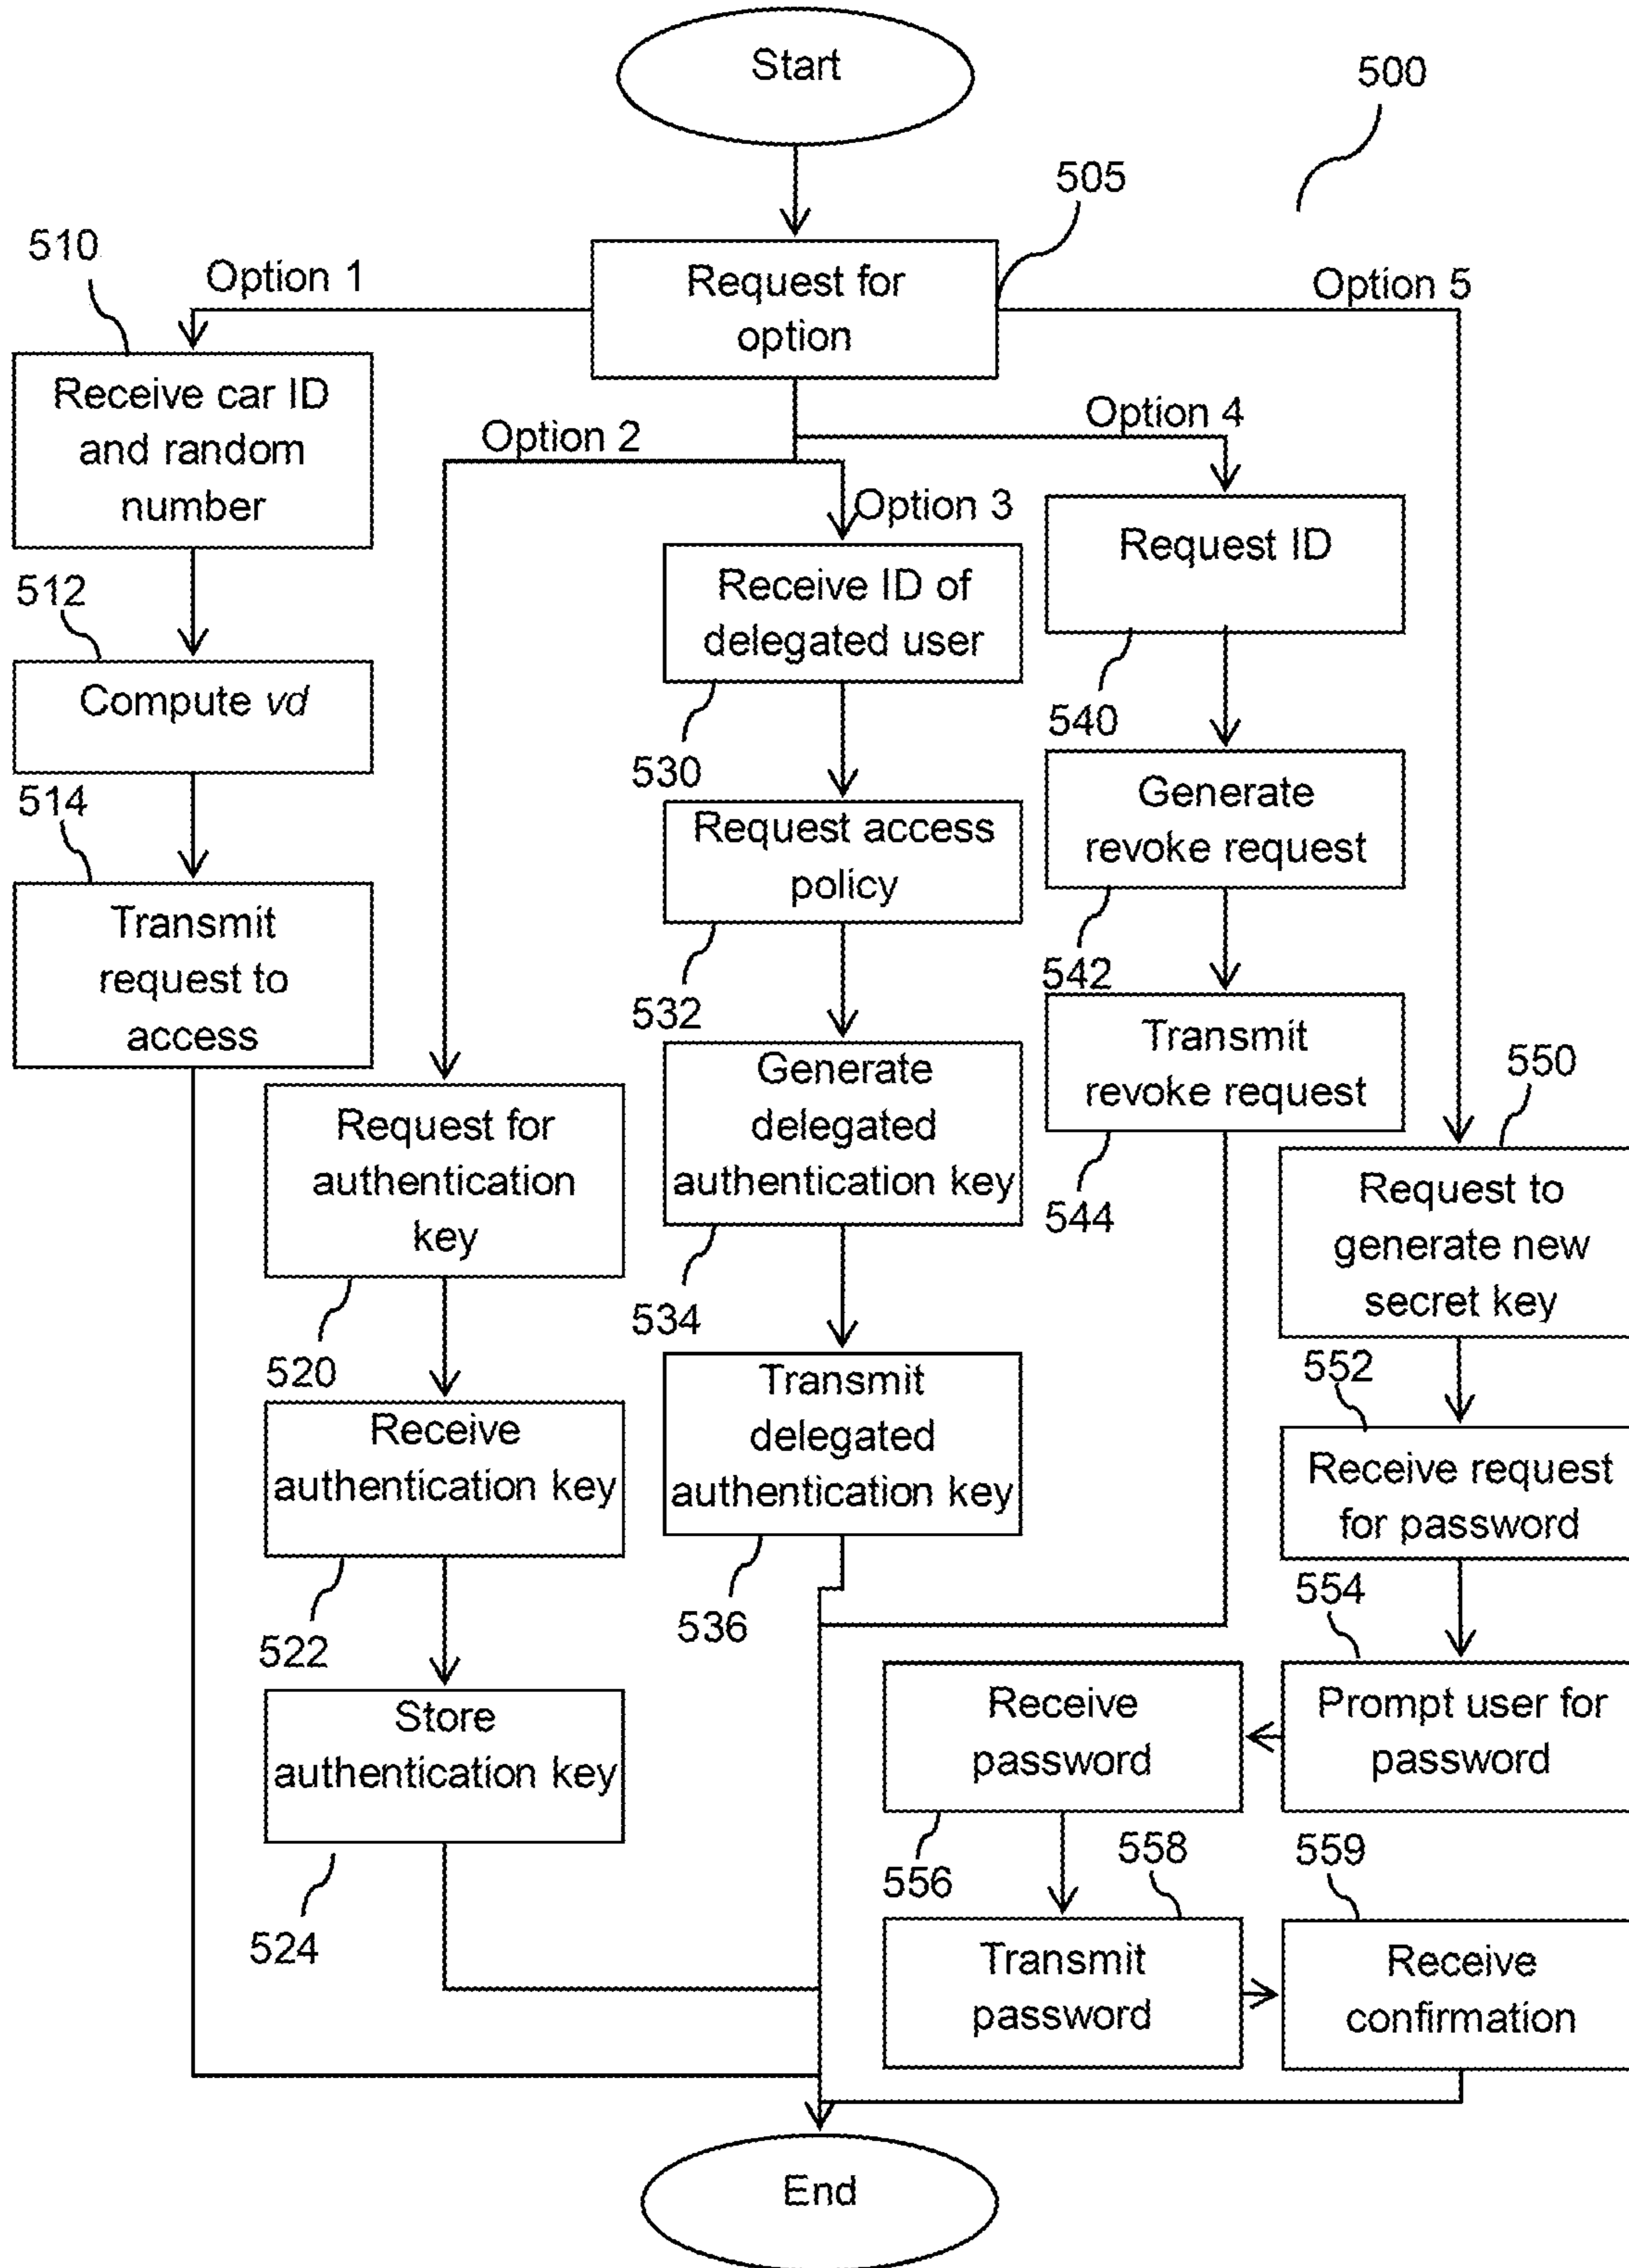 Start
500
505
Request for
option
510
Option 1
Receive car ID
and random
number
512
Compute vd
514
Transmit
request to
access
Option 2
Request for
authentication
key
520
Receive
authentication key
522
Store
authentication key
524
Option 3
Receive ID of
delegated user
530
Request access
policy
532
Generate
delegated
authentication key
534
Transmit
delegated
authentication key
536
Option 4
Request ID
540
Generate
revoke request
542
Transmit
revoke request
544
Option 5
550
Request to
generate new
secret key
552
Receive request
for password
554
Prompt user for
password
Receive
password
556
558
Transmit
password
559
Receive
confirmation
End